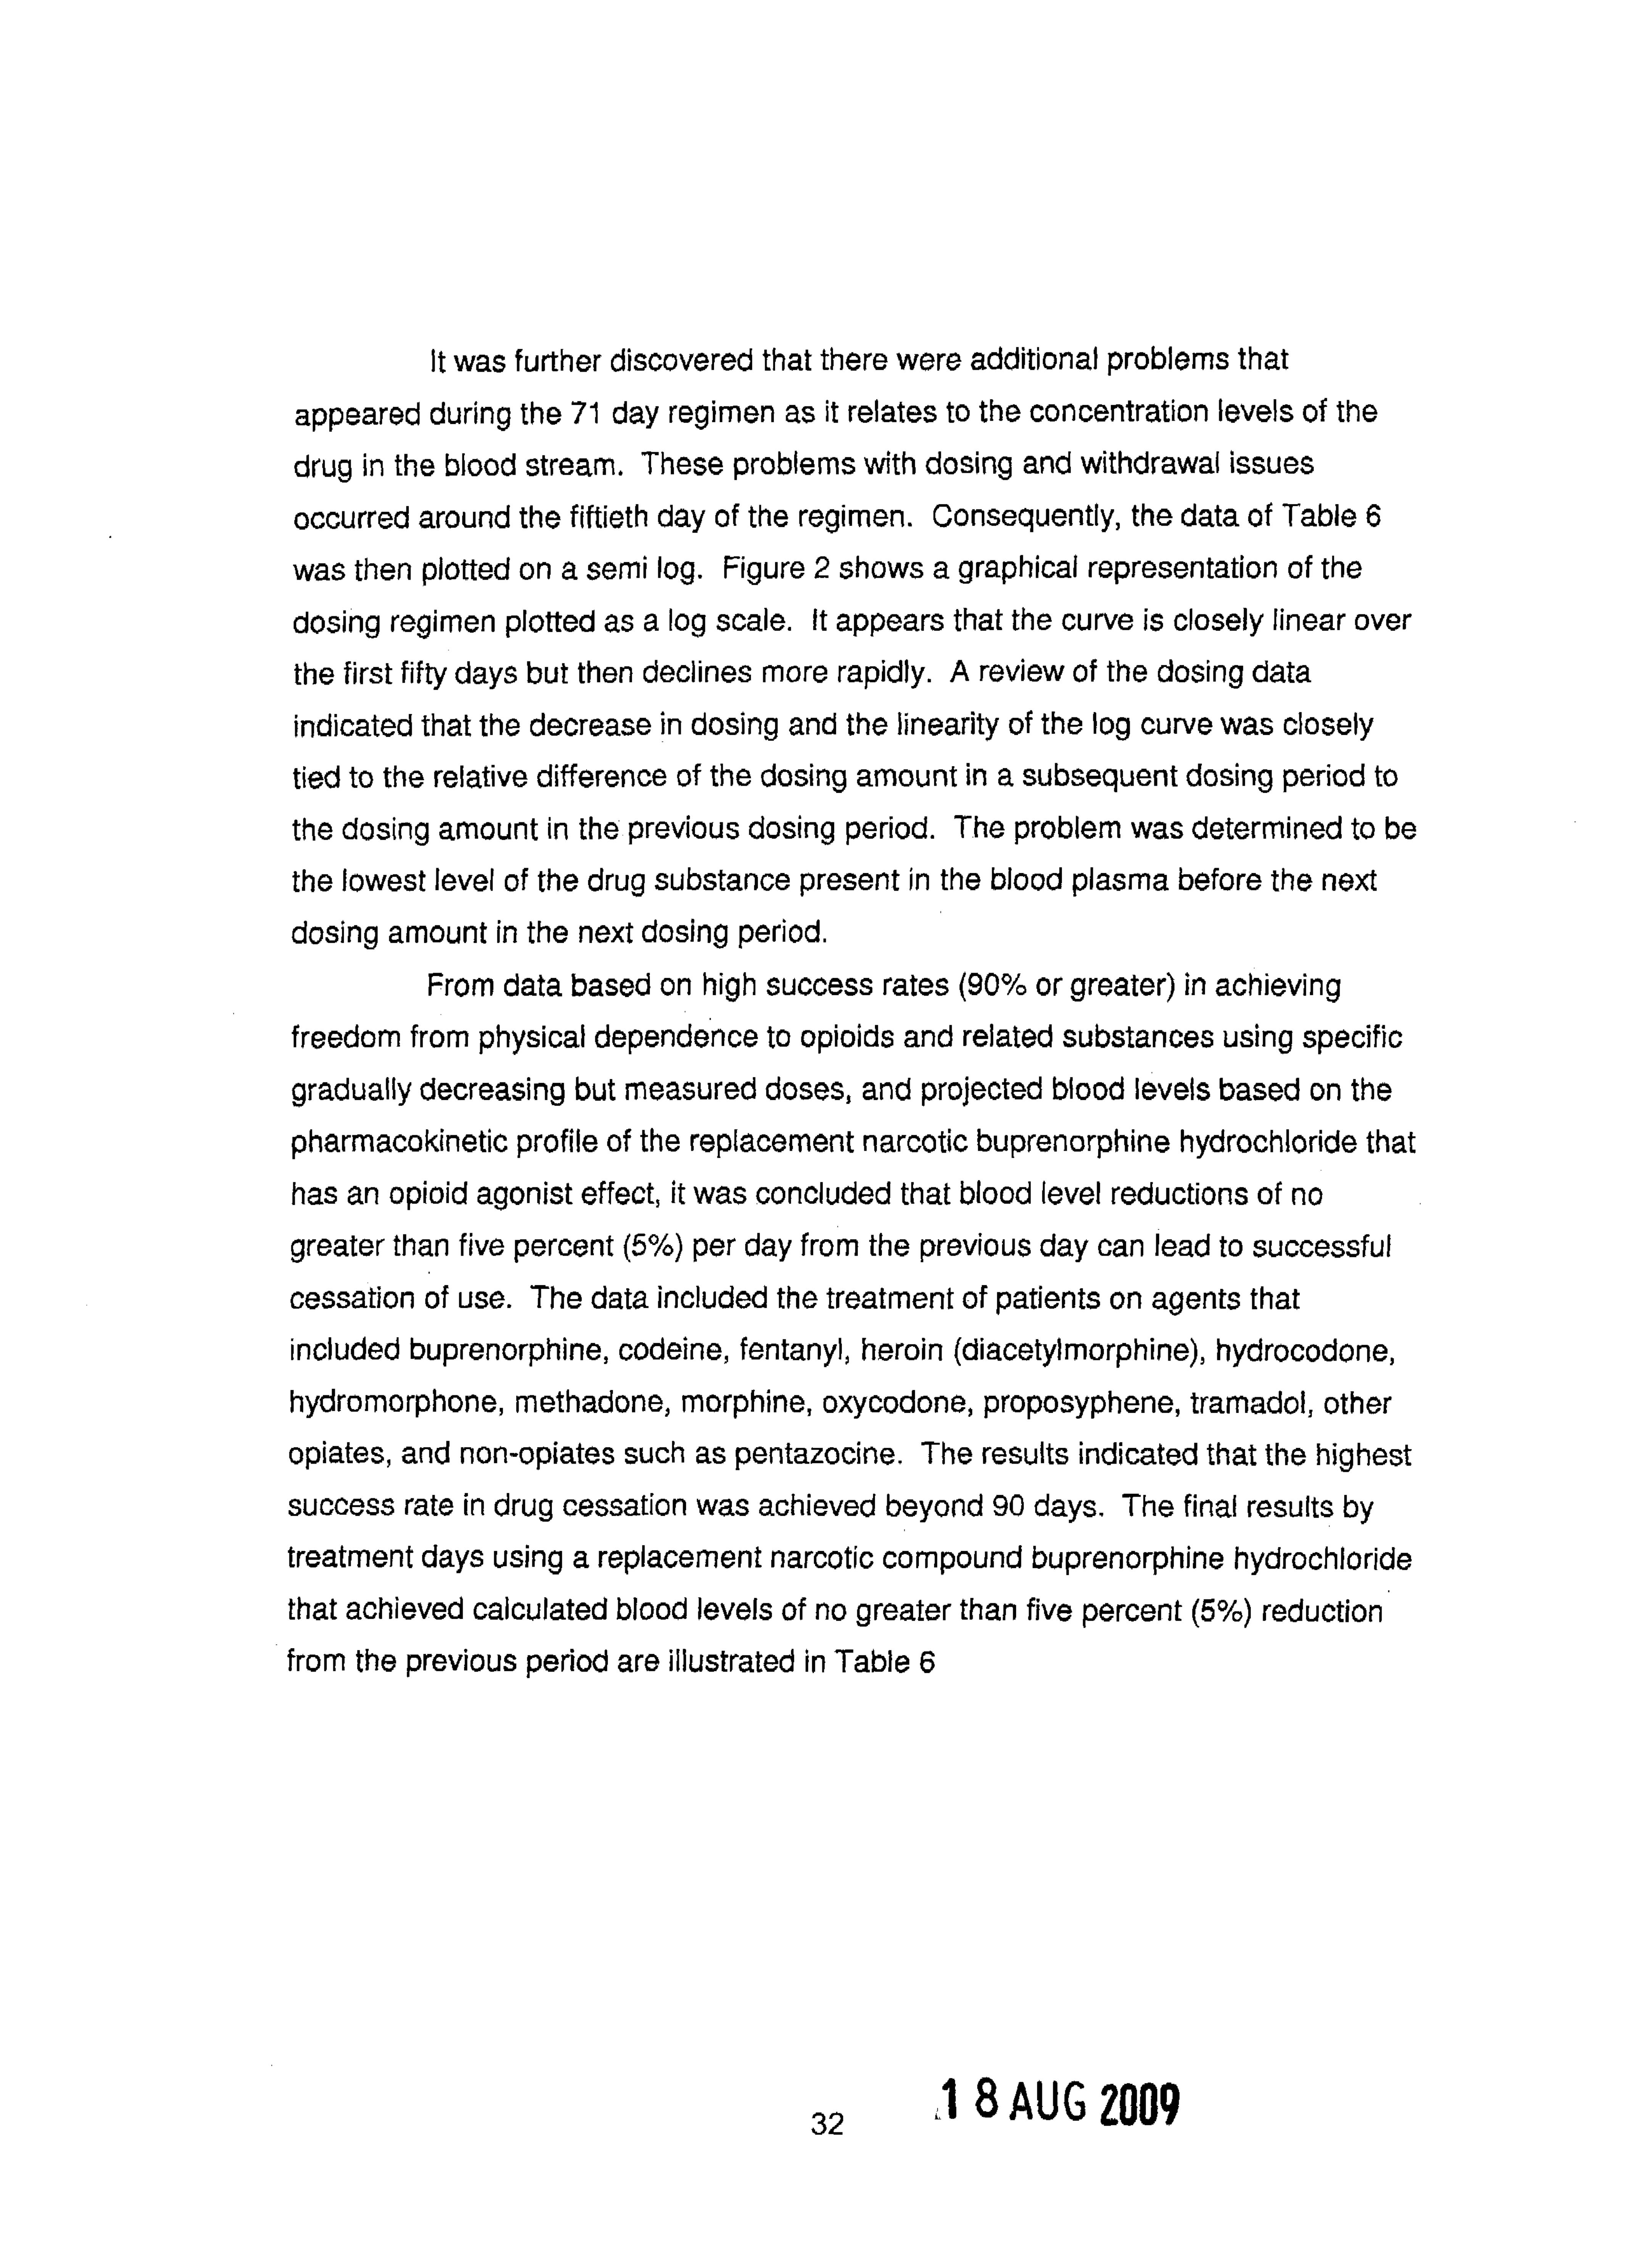 It was further discovered that there were additional problems that
appeared during the 71 day regimen as it relates to the concentration levels of the
drug in the blood stream. These problems with dosing and withdrawal issues
occurred around the fiftieth day of the regimen. Consequently, the data of Table 6
was then plotted on a semi log. Figure 2 shows a graphical representation of the
dosing regimen plotted as a log scale. It appears that the curve is closely linear over
the first fifty days but then declines more rapidly. A review of the dosing data
indicated that the decrease in dosing and the linearity of the log curve was closely
tied to the relative difference of the dosing amount in a subsequent dosing period to
the dosing amount in the previous dosing period. The problem was determined to be
the lowest level of the drug substance present in the blood plasma before the next
dosing amount in the next dosing period.
From data based on high success rates (90% or greater) in achieving
freedom from physical dependence to opioids and related substances using specific
gradually decreasing but measured doses, and projected blood levels based on the
pharmacokinetic profile of the replacement narcotic buprenorphine hydrochloride that
has an opioid agonist effect, it was concluded that blood level reductions of no
greater than five percent (5%) per day from the previous day can lead to successful
cessation of use. The data included the treatment of patients on agents that
included buprenorphine, codeine, fentanyl, heroin (diacetylmorphine), hydrocodone,
hydromorphone, methadone, morphine, oxycodone, proposyphene, tramadol, other
opiates, and non-opiates such as pentazocine. The results indicated that the highest
success rate in drug cessation was achieved beyond 90 days. The final results by
treatment days using a replacement narcotic compound buprenorphine hydrochloride
that achieved calculated blood levels of no greater than five percent (5%) reduction
from the previous period are illustrated in Table 6
32
18 AUG 2009